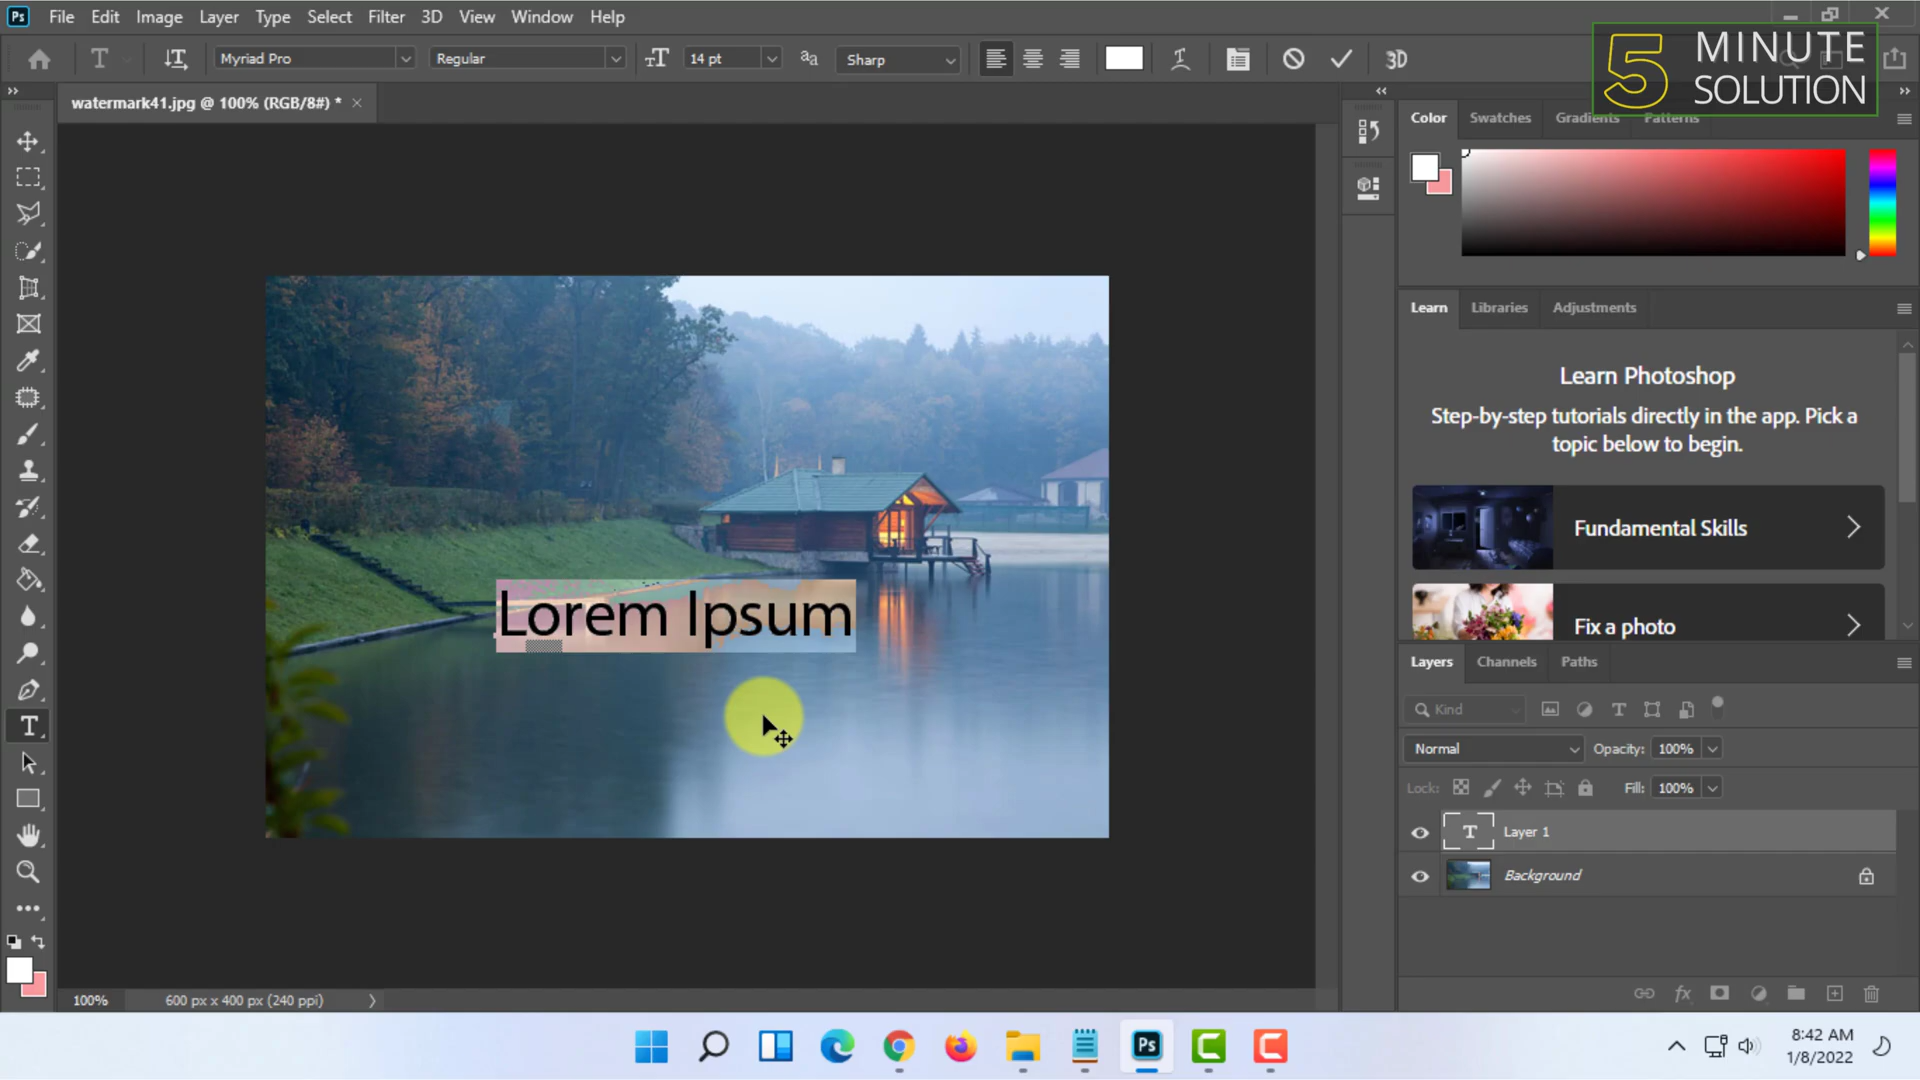 Ps File Edit Image Layer Type Select Filter 3D View Window Help
5 MINUTE
SOLUTION
T Myriad Pro Regular 14 pt aa Sharp 3D
watermark41.jpg @ 100% (RGB/8#) *
Color Swatches Gradients Patterns
Learn Libraries Adjustments
Learn Photoshop
Step-by-step tutorials directly in the app. Pick a
topic below to begin.
Fundamental Skills
Fix a photo
Lorem Ipsum
Layers Channels Paths
Kind
Normal Opacity: 100%
Lock: Fill: 100%
T Layer 1
Background
100% 600 px x 400 px (240 ppi)
8:42 AM
1/8/2022